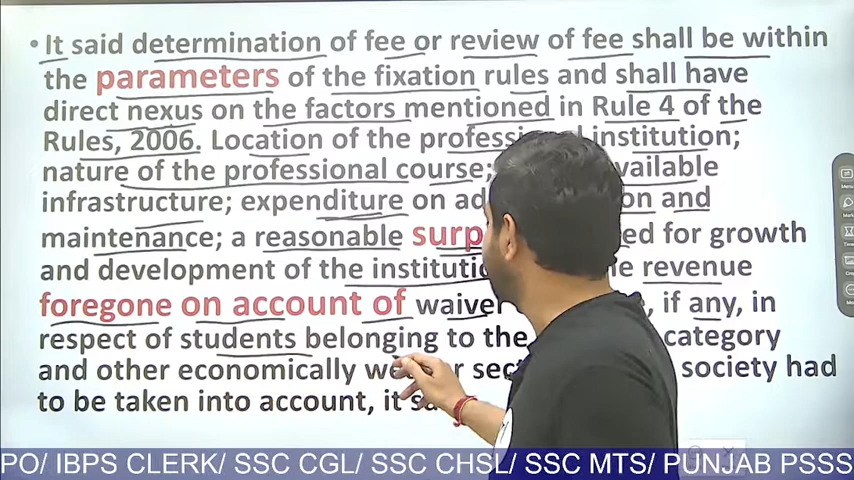 • It said determination of fee or review of fee shall be within
the parameters of the fixation rules and shall have
direct nexus on the factors mentioned in Rule 4 of the
Rules, 2006. Location of the professi institution;
nature of the professional course; vailable
infrastructure; expenditure on ad on and
maintenance; a reasonable surp ed for growth
and development of the institutio e revenue
foregone on account of waiver , if any, in
respect of students belonging to the category
and other economically we r sec society had
to be taken into account, it sa
PO/ IBPS CLERK/ SSC CGL/ SSC CHSL/ SSC MTS/ PUNJAB PSSS